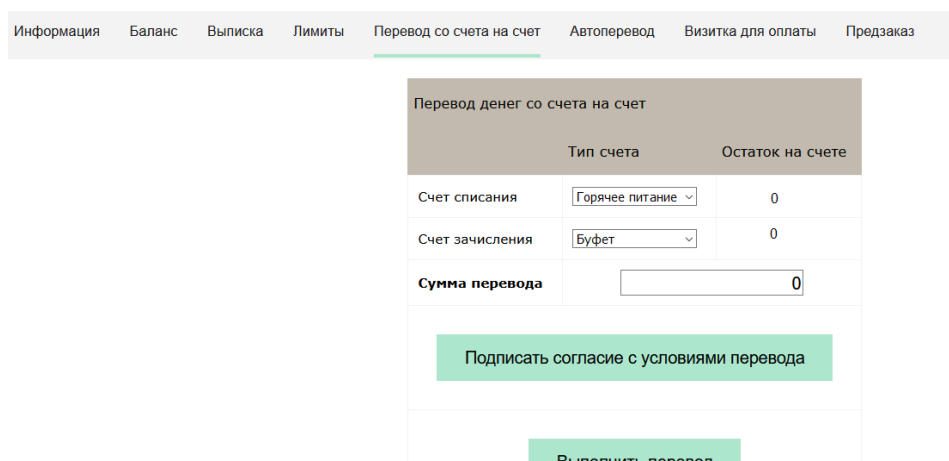 Информация Баланс Выписка Лимиты Перевод со счета на счет Автоперевод Визитка для оплаты Предзаказ
Перевод денег со счета на счет
Тип счета Остаток на счете
Счет списания Горячее питание 0
Счет зачисления Буфет 0
Сумма перевода 0
Подписать согласие с условиями перевода
Выполнить перевод